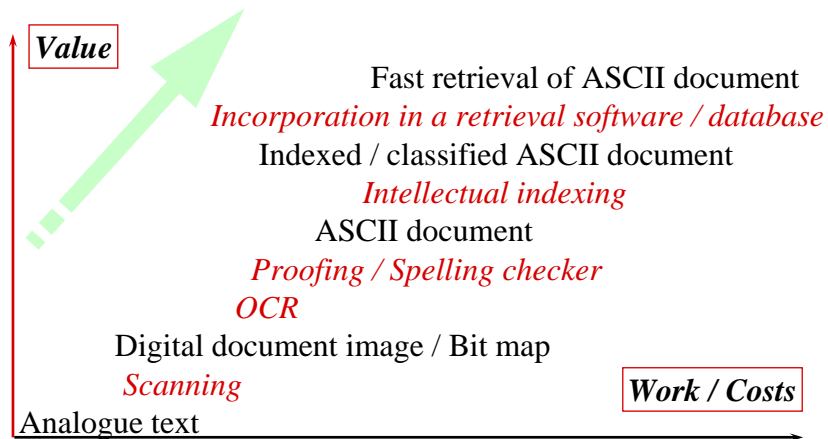 Value
Fast retrieval of ASCII document
Incorporation in a retrieval software / database
Indexed / classified ASCII document
Intellectual indexing
ASCII document
Proofing / Spelling checker
OCR
Digital document image / Bit map
Scanning
Work / Costs
Analogue text